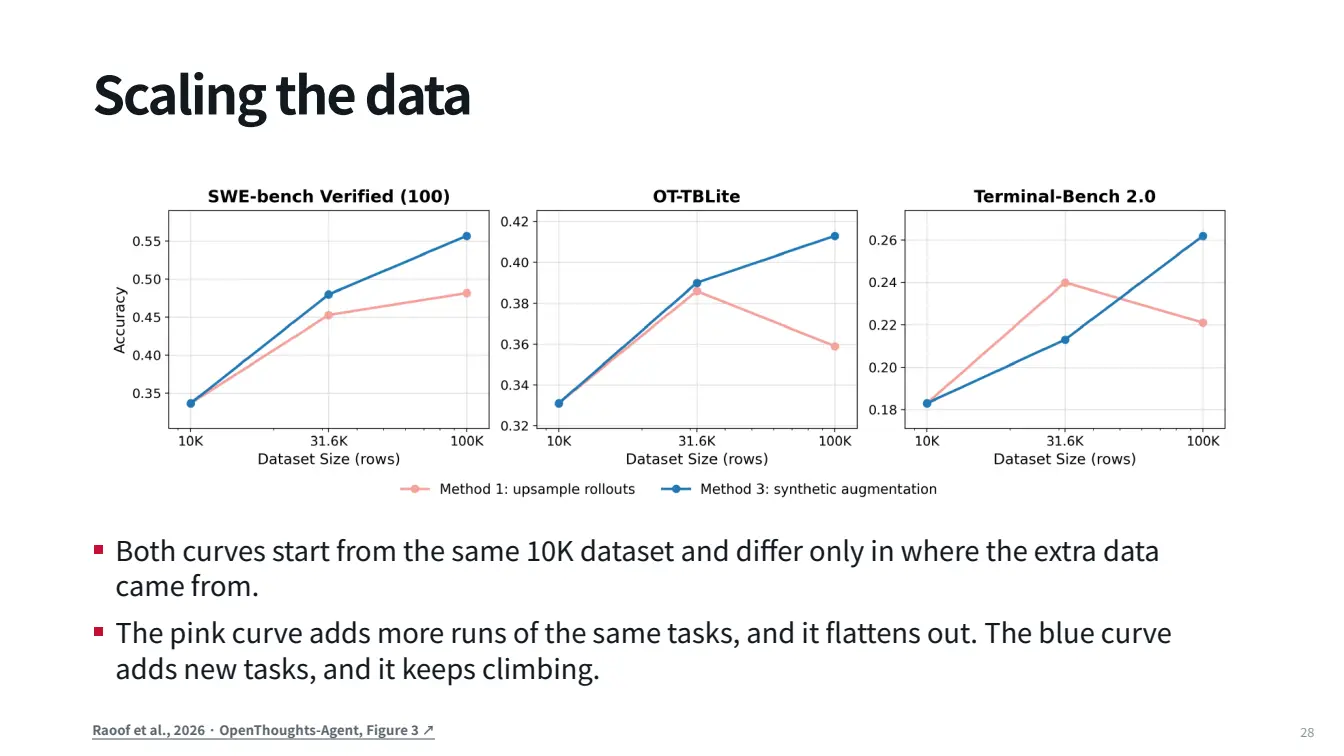 Scaling the data
SWE-bench Verified (100)
0.55
0.50
0.45
0.40
0.35
Accuracy
10K
31.6K
100K
Dataset Size (rows)
OT-TBLite
0.42
0.40
0.38
0.36
0.34
0.32
10K
31.6K
100K
Dataset Size (rows)
Terminal-Bench 2.0
0.26
0.24
0.22
0.20
0.18
10K
31.6K
100K
Dataset Size (rows)
Method 1: upsample rollouts
Method 3: synthetic augmentation
Both curves start from the same 10K dataset and differ only in where the extra data
came from.
The pink curve adds more runs of the same tasks, and it flattens out. The blue curve
adds new tasks, and it keeps climbing.
Raoof et al., 2026 · OpenThoughts-Agent, Figure 3 ↗
28